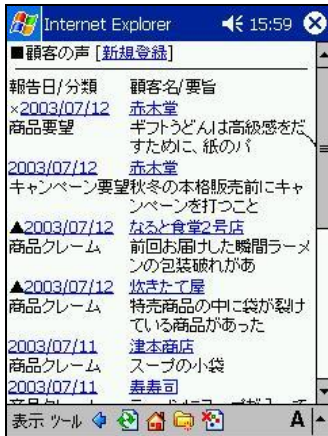 Internet Explorer 15:59
■顧客の声 [新規登録]
報告日/分類 顧客名/要旨
×2003/07/12 赤木堂
商品要望 ギフトうどんは高級感をだ
すために、紙のパ
2003/07/12 赤木堂
キャンペーン要望 秋冬の本格販売前にキャ
ンペーンを打つこと
▲2003/07/12 なると食堂2号店
商品クレーム 前回お届けした瞬間ラーメ
ンの包装破れがあ
▲2003/07/12 炊きたて屋
商品クレーム 特売商品の中に袋が裂け
ている商品があった
2003/07/11 津本商店
商品クレーム スープの小袋
2003/07/11 寿寿司
表示 ツール A